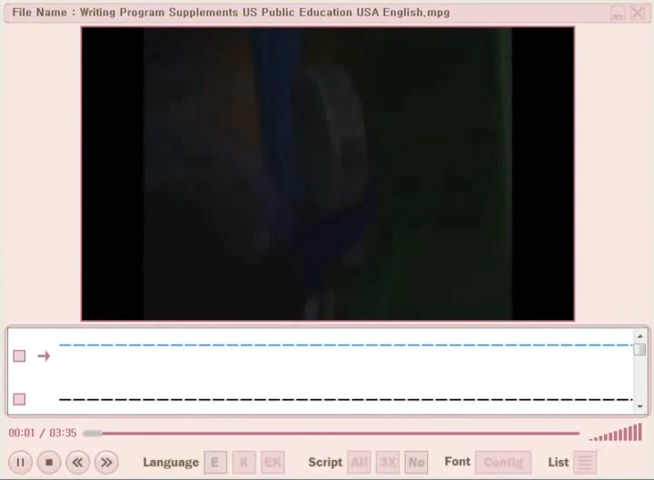 File Name : Writing Program Supplements US Public Education USA English.mpg
00:01 / 03:35
Language E K EK Script All 3X No Font Config List